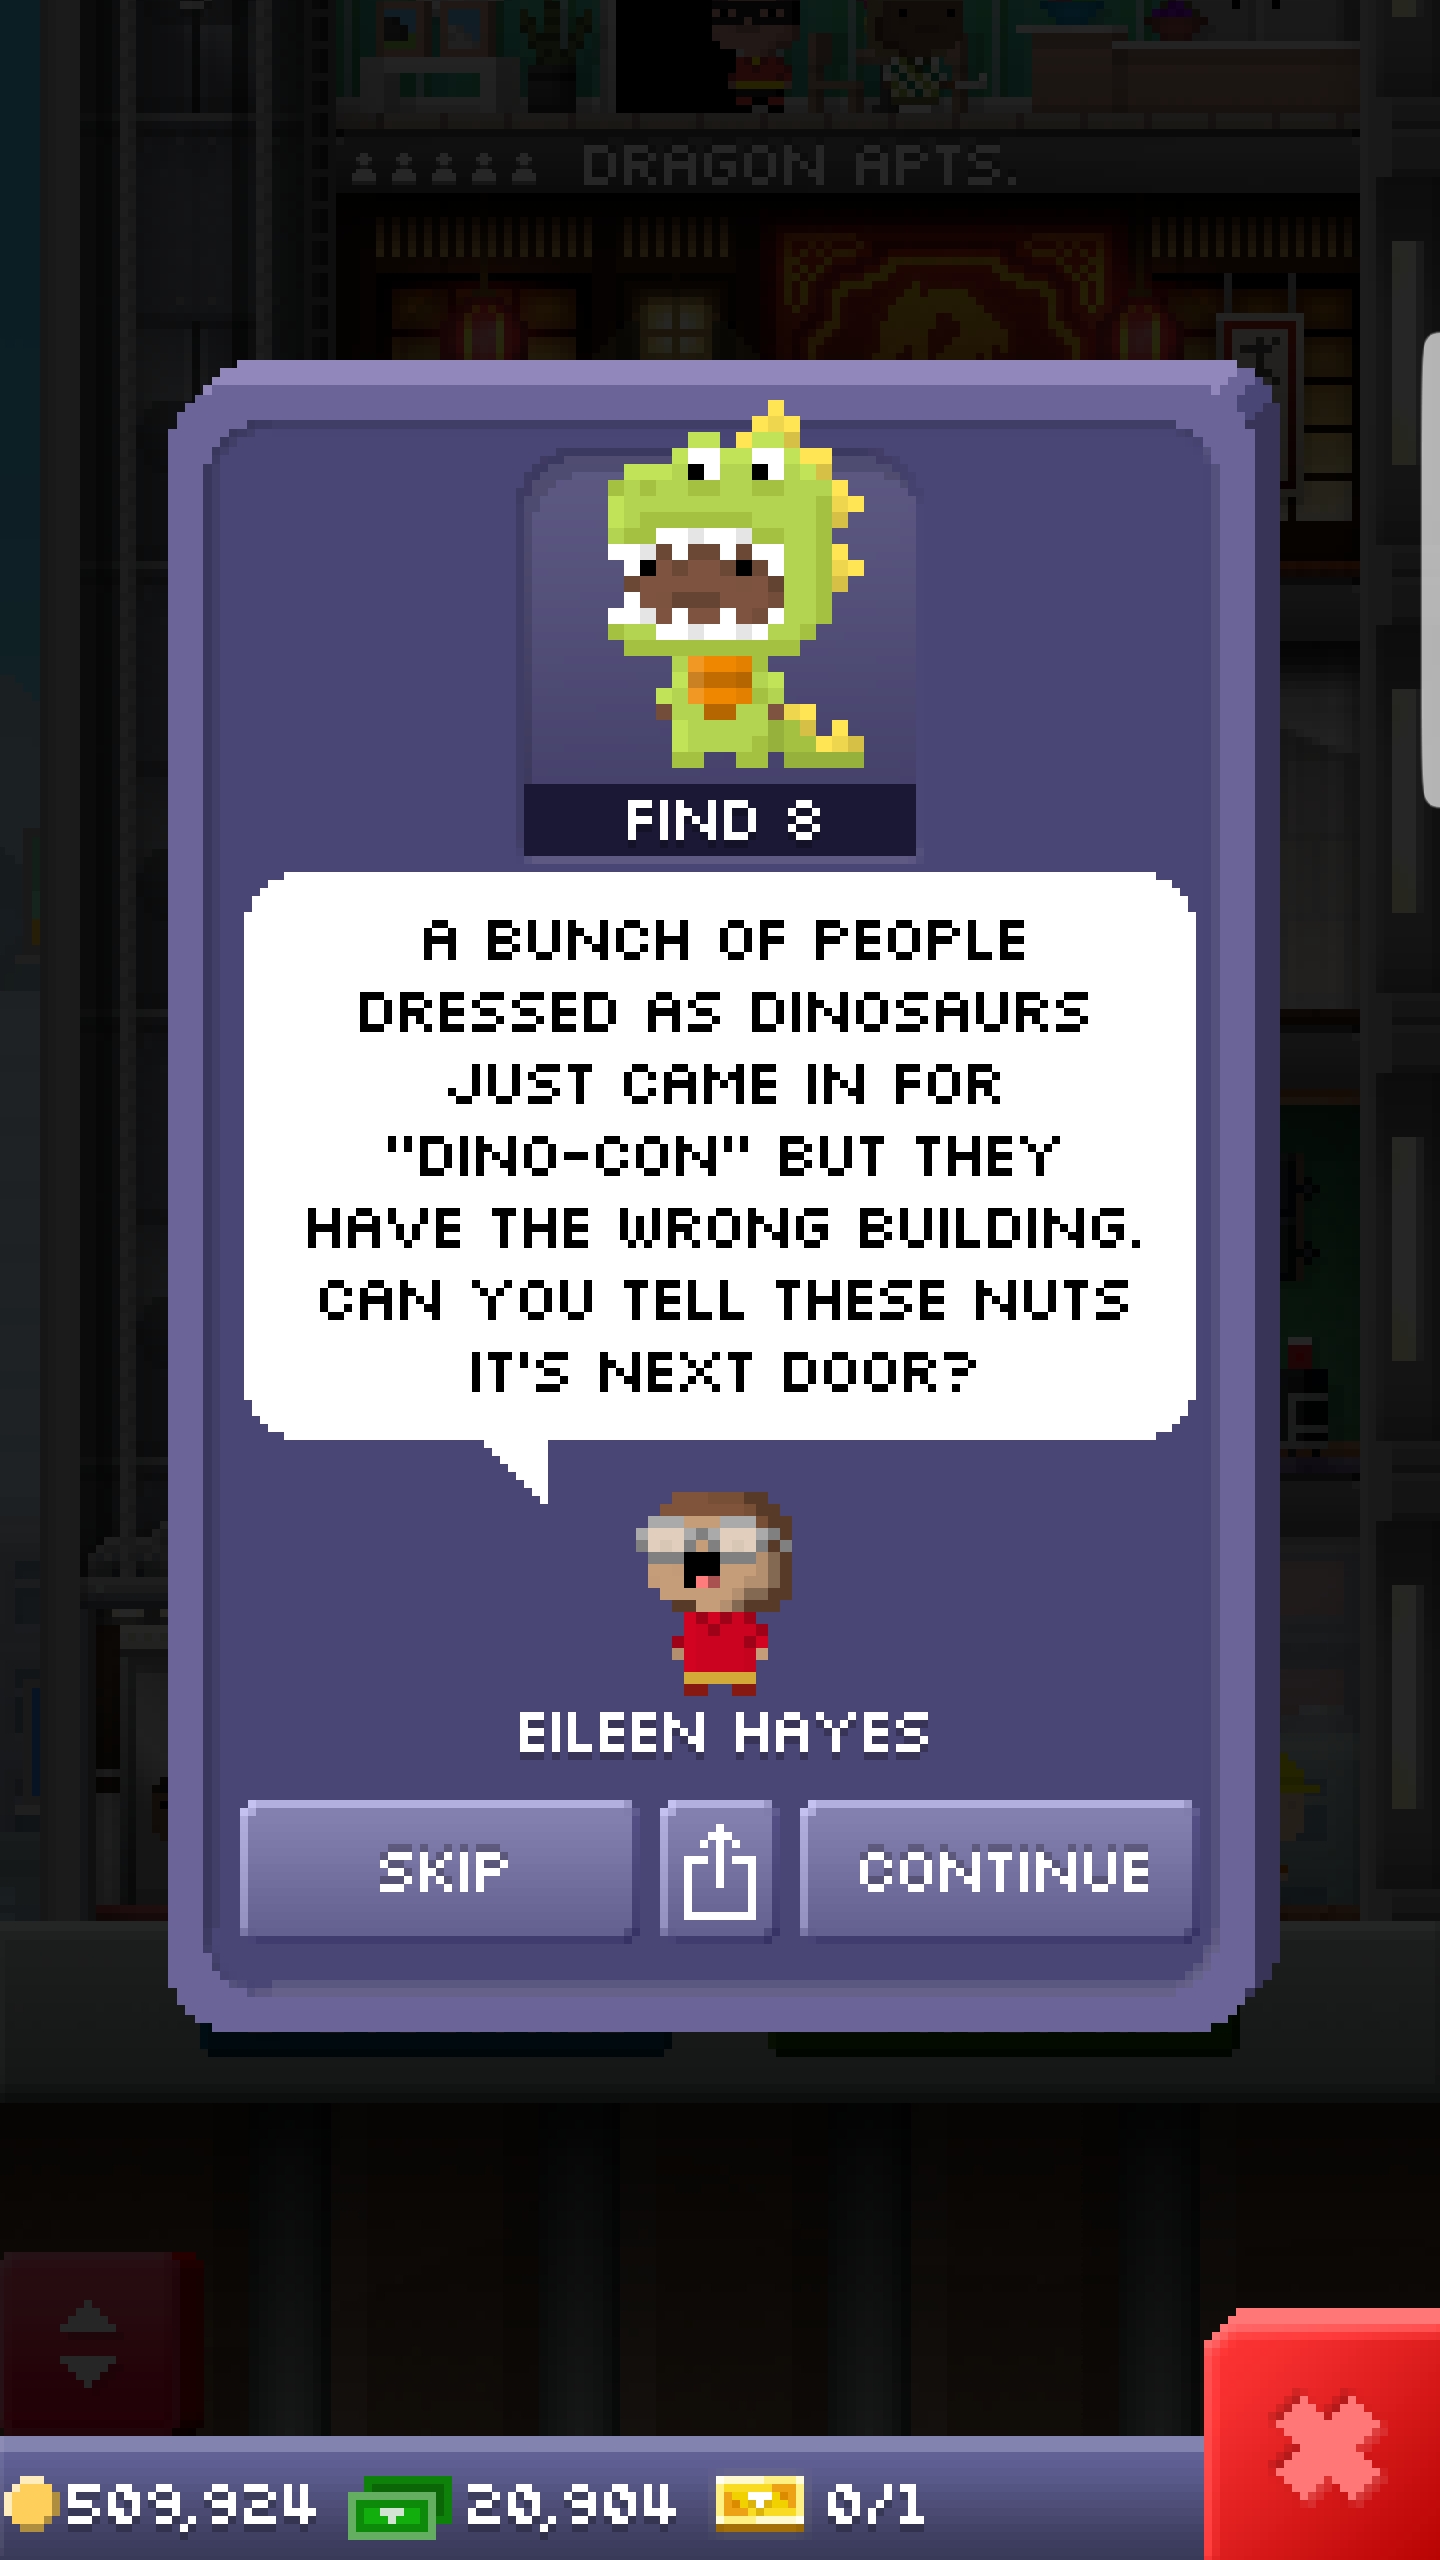 DRAGON APTS.
FIND 8
A BUNCH OF PEOPLE
DRESSED AS DINOSAURS
JUST CAME IN FOR
"DINO-CON" BUT THEY
HAVE THE WRONG BUILDING.
CAN YOU TELL THESE NUTS
IT'S NEXT DOOR?
EILEEN HAYES
SKIP
CONTINUE
509,924 20,904 0/1